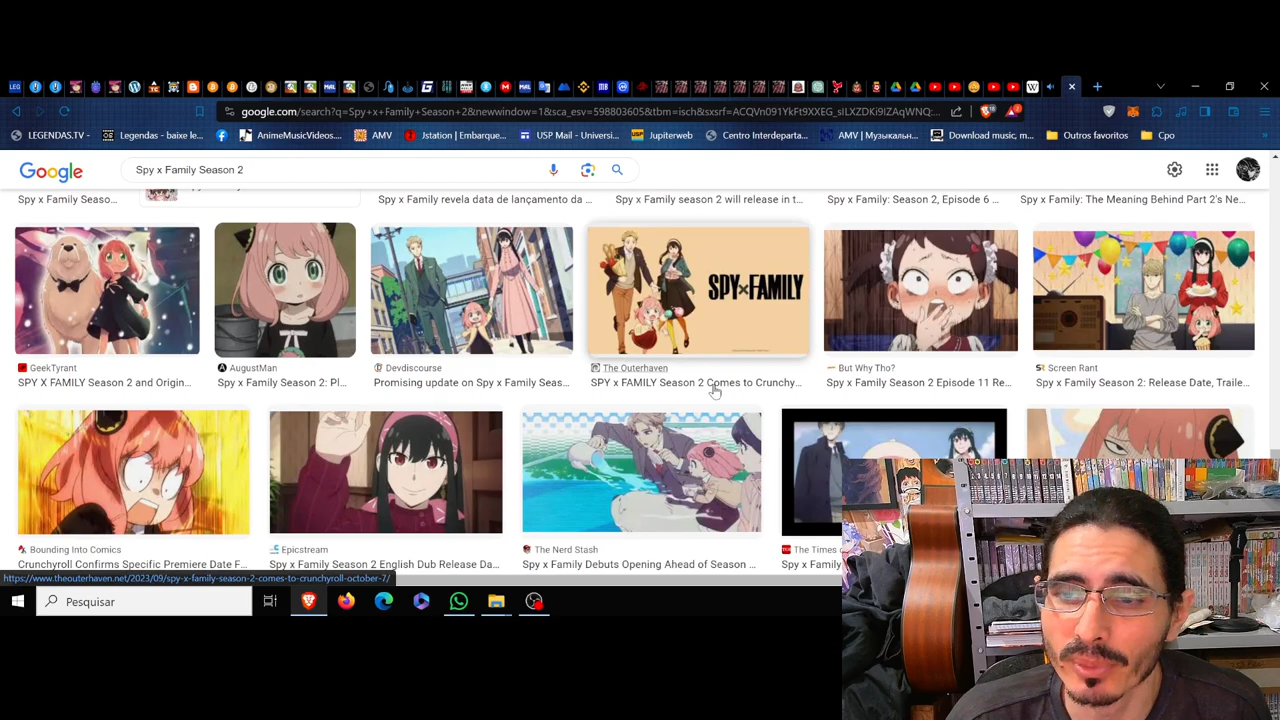 google.com/search?q=Spy+x+Family+Season+2&newwindow=1&sca_esv=598803605&tbm=isch&sxsrf=ACQVn091YkFt9XXEG_sILXZDKi9IZAqWNQ:...
LEGENDAS.TV -
Legendas - baixe le...
AnimeMusicVideos....
AMV
Jstation | Embarque...
USP Mail - Universi...
Jupiterweb
Centro Interdeparta...
AMV | Музыкальн...
Download music, m...
Outros favoritos
Cpo
Google
Spy x Family Season 2
Spy x Family Seaso...
Spy x Family revela data de lançamento da ...
Spy x Family season 2 will release in t...
Spy x Family: Season 2, Episode 6 ...
Spy x Family: The Meaning Behind Part 2's Ne...
SPY×FAMILY
GeekTyrant
SPY X FAMILY Season 2 and Origin...
AugustMan
Spy x Family Season 2: Pl...
Devdiscourse
Promising update on Spy x Family Seas...
The Outerhaven
SPY x FAMILY Season 2 Comes to Crunchy...
But Why Tho?
Spy x Family Season 2 Episode 11 Re...
Screen Rant
Spy x Family Season 2: Release Date, Traile...
Bounding Into Comics
Crunchyroll Confirms Specific Premiere Date F...
Epicstream
Spy x Family Season 2 English Dub Release Da...
The Nerd Stash
Spy x Family Debuts Opening Ahead of Season ...
The Times
Spy x Family
https://www.theouterhaven.net/2023/09/spy-x-family-season-2-comes-to-crunchyroll-october-7/
Pesquisar